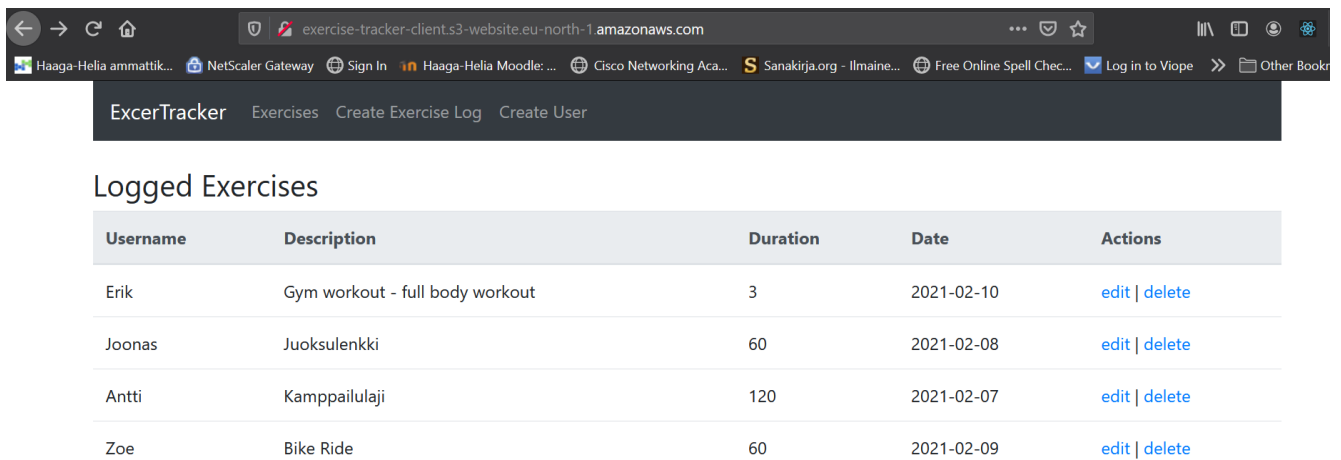 exercise-tracker-client.s3-website.eu-north-1.amazonaws.com
Haaga-Helia ammattik... NetScaler Gateway Sign In Haaga-Helia Moodle: ... Cisco Networking Aca... Sanakirja.org - Ilmaine... Free Online Spell Chec... Log in to Viope Other Bookr
ExcerTracker Exercises Create Exercise Log Create User
Logged Exercises
Username Description Duration Date Actions
Erik Gym workout - full body workout 3 2021-02-10 edit | delete
Joonas Juoksulenkki 60 2021-02-08 edit | delete
Antti Kamppailulaji 120 2021-02-07 edit | delete
Zoe Bike Ride 60 2021-02-09 edit | delete